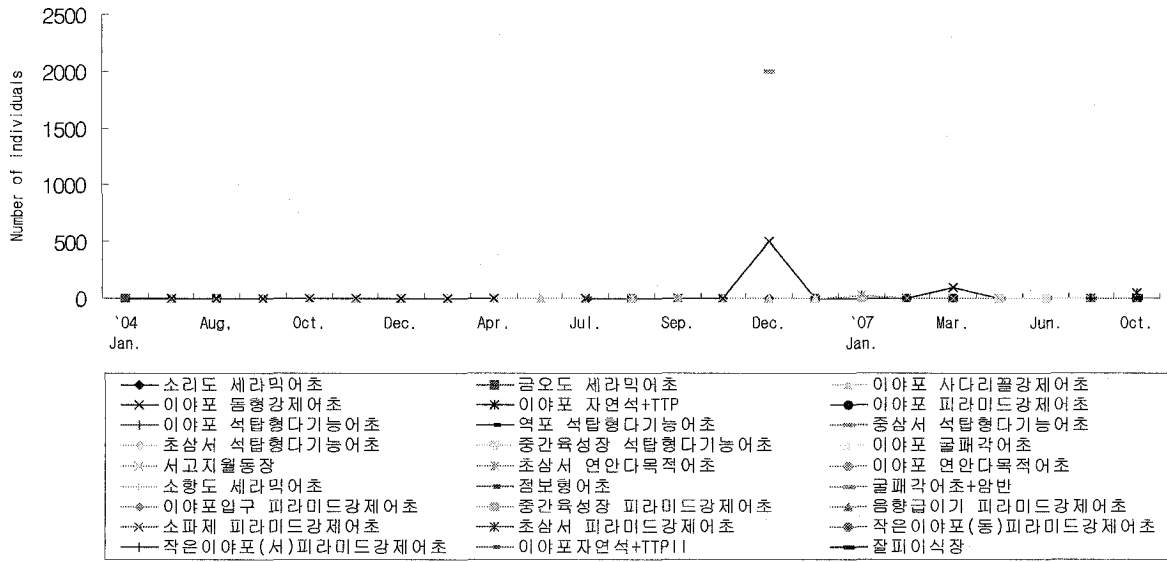 2500
2000
1500
1000
500
0
Number of individuals
`04 Aug, Oct. Dec. Apr. Jul. Sep. Dec. `07 Mar. Jun. Oct.
Jan. Jan.
소리도 세라믹어초 금오도 세라믹어초 이야포 사다리꼴강제어초
이야포 돔형강제어초 이야포 자연석+TTP 이야포 피라미드강제어초
이야포 석탑형다기능어초 역포 석탑형다기능어초 중삼서 석탑형다기능어초
초삼서 석탑형다기능어초 중간육성장 석탑형다기능어초 이야포 굴패각어초
서고지월동장 초삼서 연안다목적어초 이야포 연안다목적어초
소항도 세라믹어초 점보형어초 굴패각어초+암반
이야포입구 피라미드강제어초 중간육성장 피라미드강제어초 음향급이기 피라미드강제어초
소파제 피라미드강제어초 초삼서 피라미드강제어초 작은이야포(동)피라미드강제어초
작은이야포(서)피라미드강제어초 이야포자연석+TTPII 잘피이식장